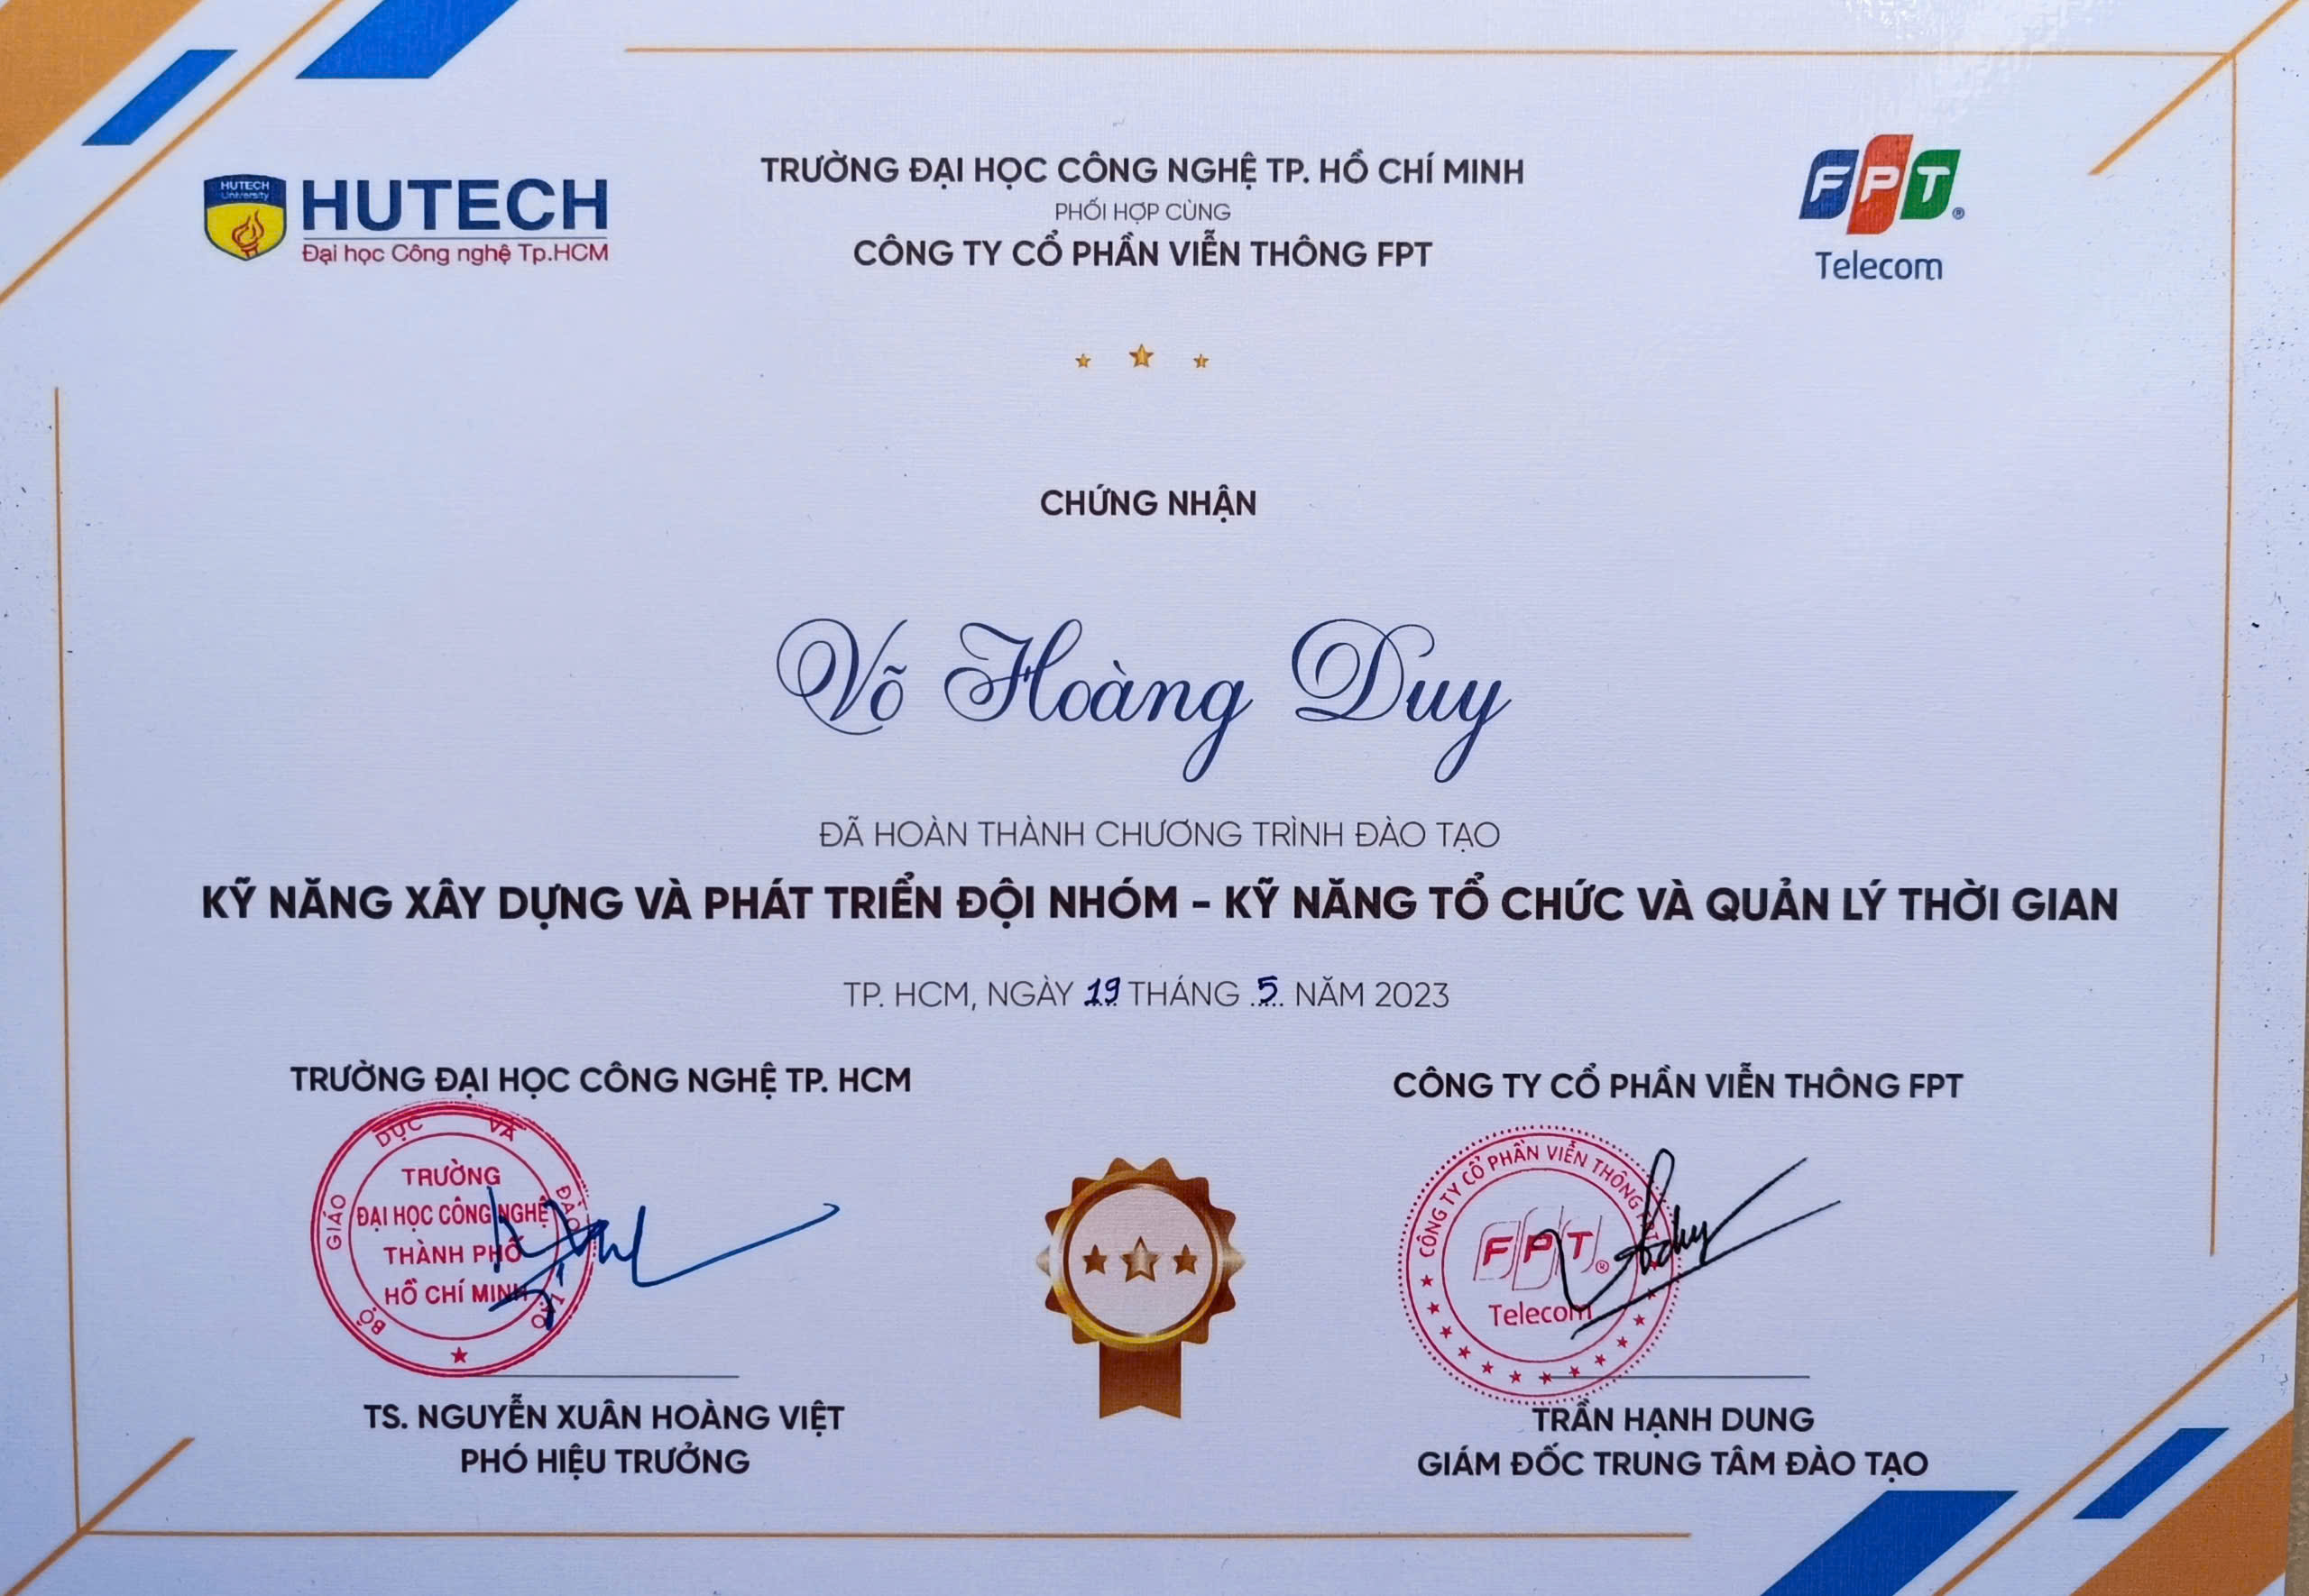 HUTECH
University
HUTECH
Đại học Công nghệ Tp.HCM
TRƯỜNG ĐẠI HỌC CÔNG NGHỆ TP. HỒ CHÍ MINH
PHỐI HỢP CÙNG
CÔNG TY CỔ PHẦN VIỄN THÔNG FPT
FPT®
Telecom
CHỨNG NHẬN
Võ Hoàng Duy
ĐÃ HOÀN THÀNH CHƯƠNG TRÌNH ĐÀO TẠO
KỸ NĂNG XÂY DỰNG VÀ PHÁT TRIỂN ĐỘI NHÓM - KỸ NĂNG TỔ CHỨC VÀ QUẢN LÝ THỜI GIAN
TP. HCM, NGÀY 19 THÁNG 5 NĂM 2023
TRƯỜNG ĐẠI HỌC CÔNG NGHỆ TP. HCM
BỘ GIÁO DỤC VÀ ĐÀO TẠO
TRƯỜNG
ĐẠI HỌC CÔNG NGHỆ
THÀNH PHỐ
HỒ CHÍ MINH
TS. NGUYỄN XUÂN HOÀNG VIỆT
PHÓ HIỆU TRƯỞNG
CÔNG TY CỔ PHẦN VIỄN THÔNG FPT
CÔNG TY CỔ PHẦN VIỄN THÔNG FPT
FPT®
Telecom
TRẦN HẠNH DUNG
GIÁM ĐỐC TRUNG TÂM ĐÀO TẠO